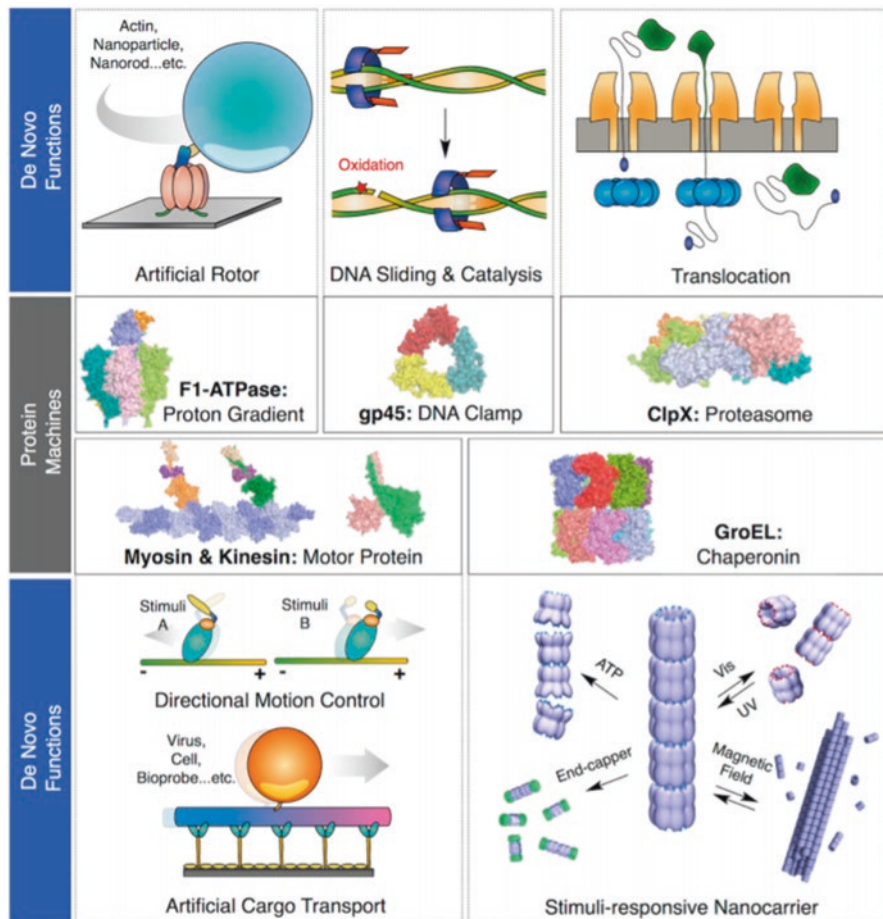 De Novo
Functions
Actin,
Nanoparticle,
Nanorod...etc.
Artificial Rotor
Oxidation
DNA Sliding & Catalysis
Translocation
Protein
Machines
F1-ATPase:
Proton Gradient
gp45: DNA Clamp
ClpX: Proteasome
Myosin & Kinesin: Motor Protein
GroEL:
Chaperonin
De Novo
Functions
Stimuli
A
Stimuli
B
-
+
-
+
Directional Motion Control
Virus,
Cell,
Bioprobe...etc.
Artificial Cargo Transport
ATP
Vis
UV
End-capper
Magnetic
Field
Stimuli-responsive Nanocarrier